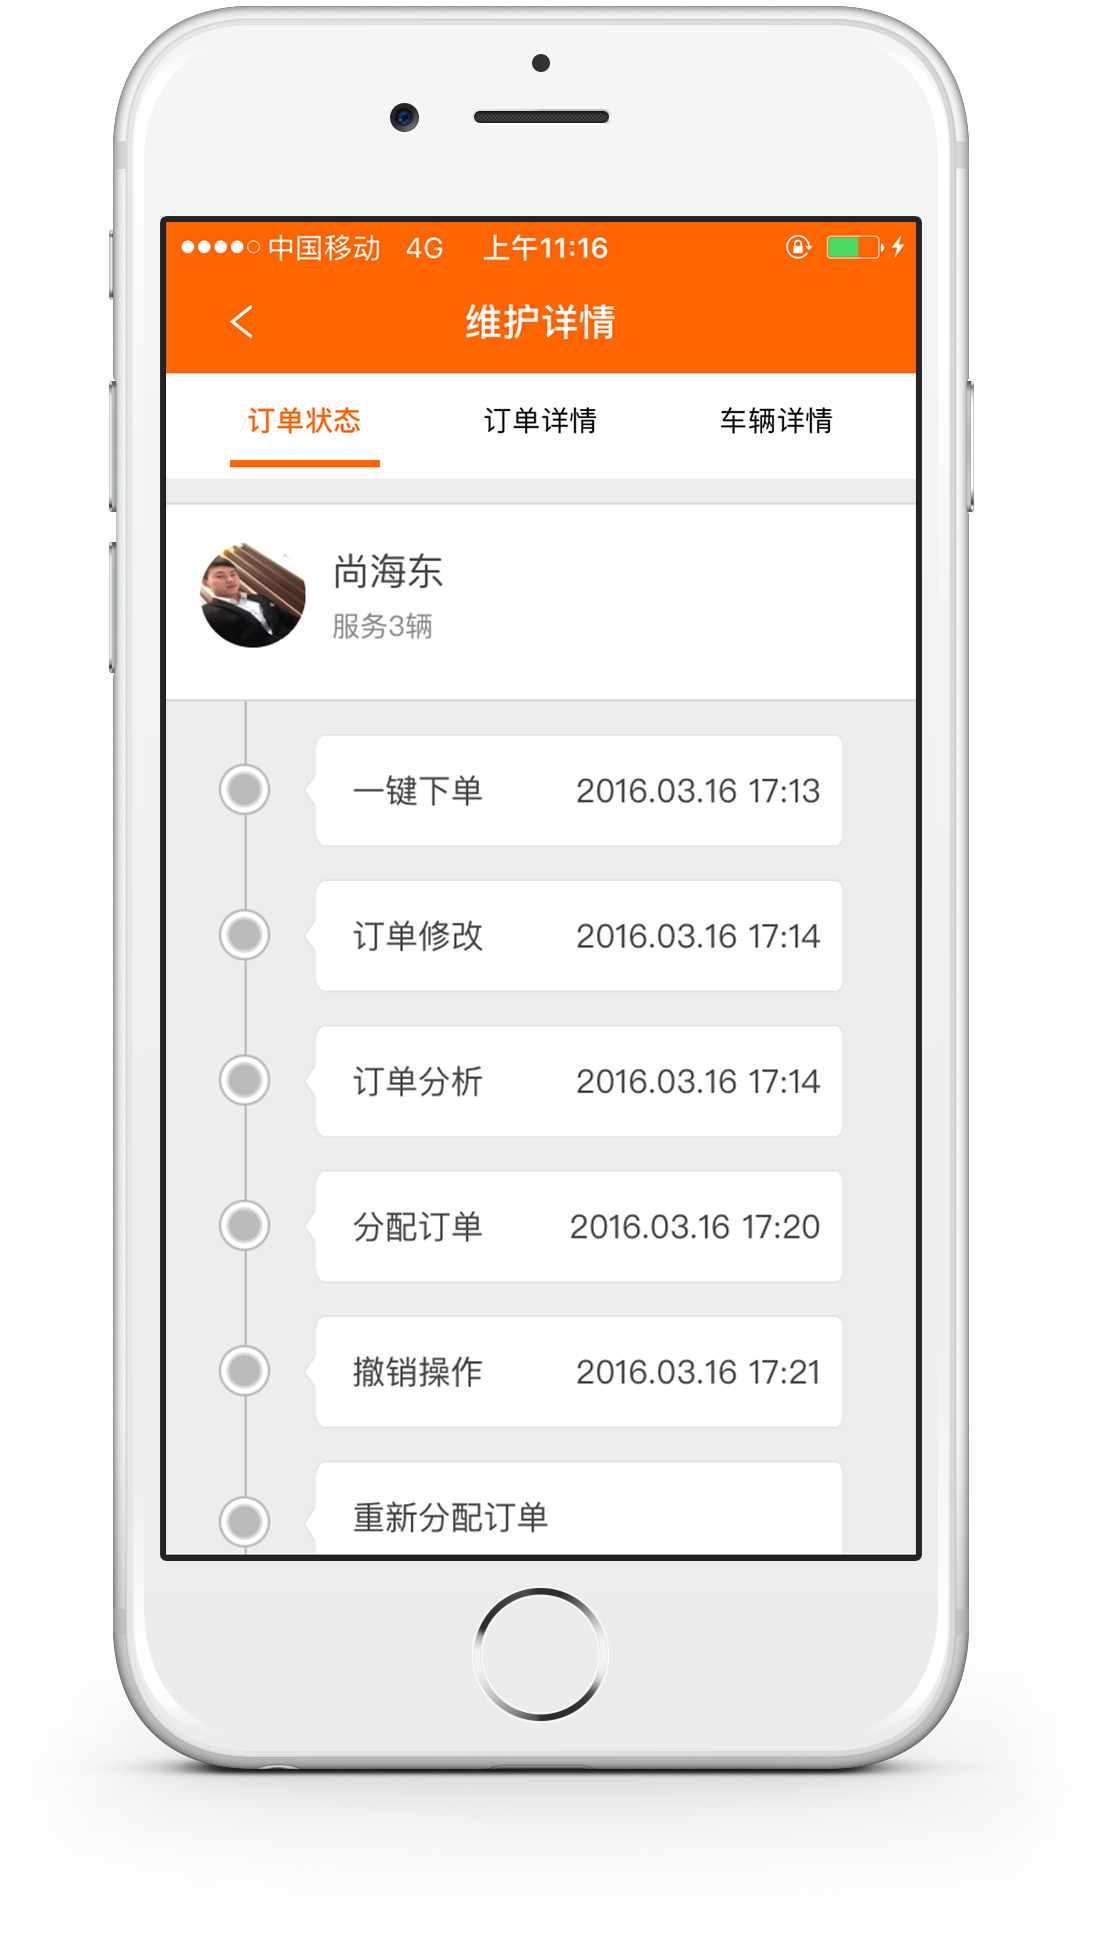 中国移动 4G 上午11:16
维护详情
订单状态 订单详情 车辆详情
尚海东
服务3辆
一键下单 2016.03.16 17:13
订单修改 2016.03.16 17:14
订单分析 2016.03.16 17:14
分配订单 2016.03.16 17:20
撤销操作 2016.03.16 17:21
重新分配订单